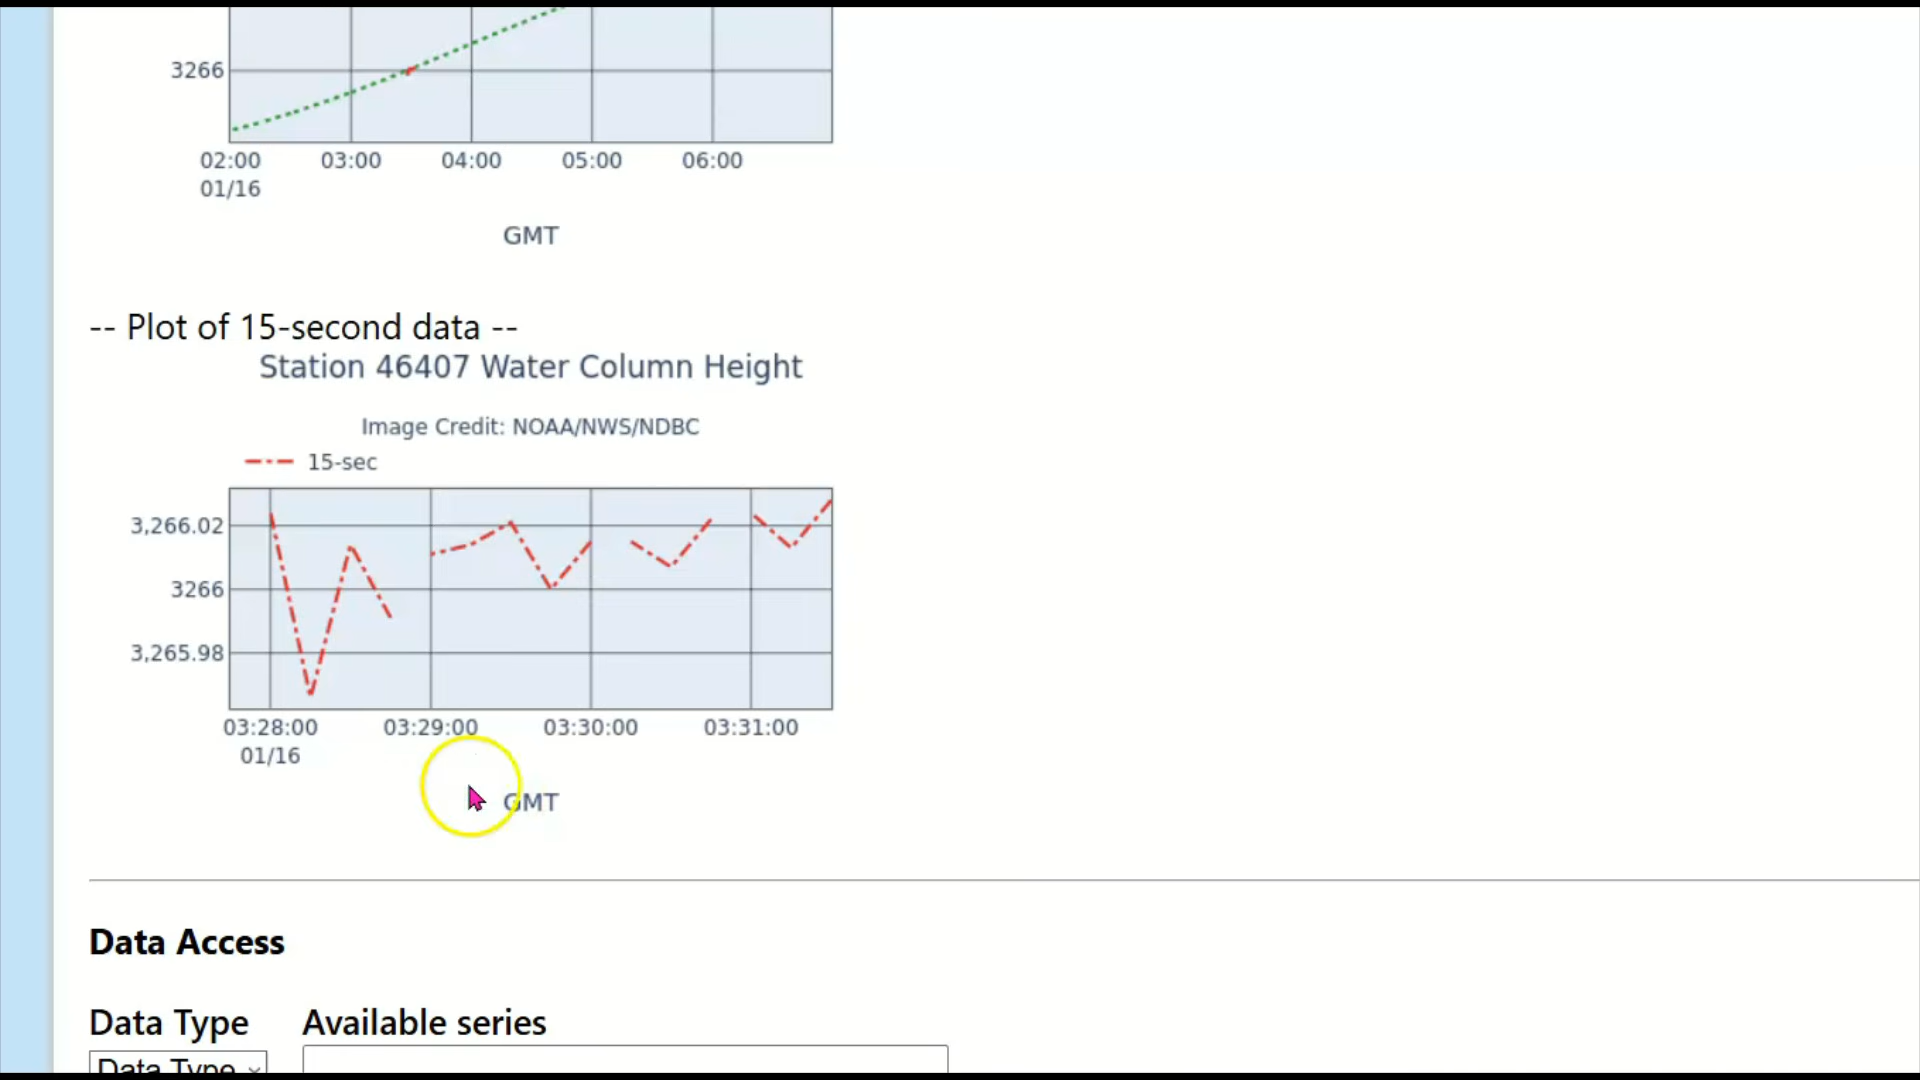 3266
02:00 03:00 04:00 05:00 06:00
01/16
GMT
-- Plot of 15-second data --
Station 46407 Water Column Height
Image Credit: NOAA/NWS/NDBC
15-sec
3,266.02
3266
3,265.98
03:28:00 03:29:00 03:30:00 03:31:00
01/16
GMT
Data Access
Data Type Available series
Data Type